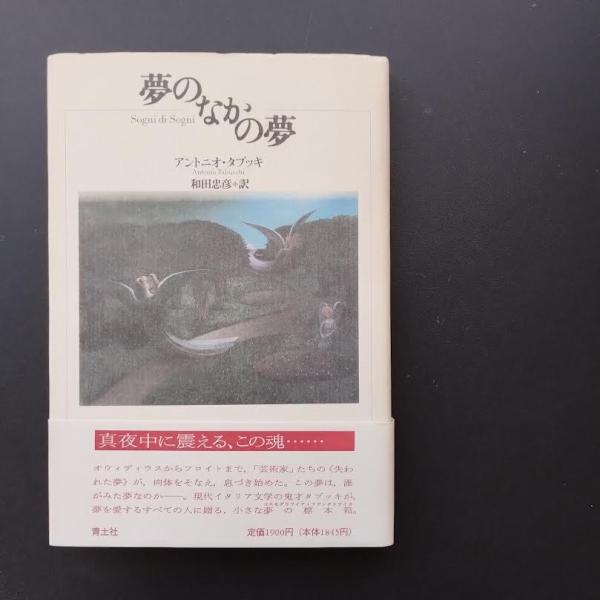 夢のなかの夢
Sogni di Sogni
アントニオ・タブッキ
Antonio Tabucchi
和田忠彦+訳
真夜中に震える、この魂……
オウィディウスからフロイトまで、「芸術家」たちの〈失わ
れた夢〉が、肉体をそなえ、息づき始めた。この夢は、誰
がみた夢なのか――。現代イタリア文学の鬼才タブッキが、
夢を愛するすべての人に贈る、小さな夢の標本箱。
青土社
定価1900円(本体1845円)